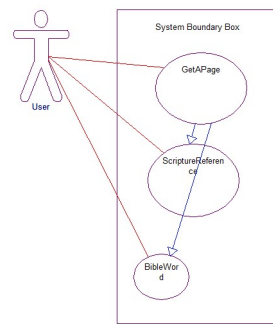 System Boundary Box
GetAPage
User
ScriptureReferen
ce
BibleWor
d